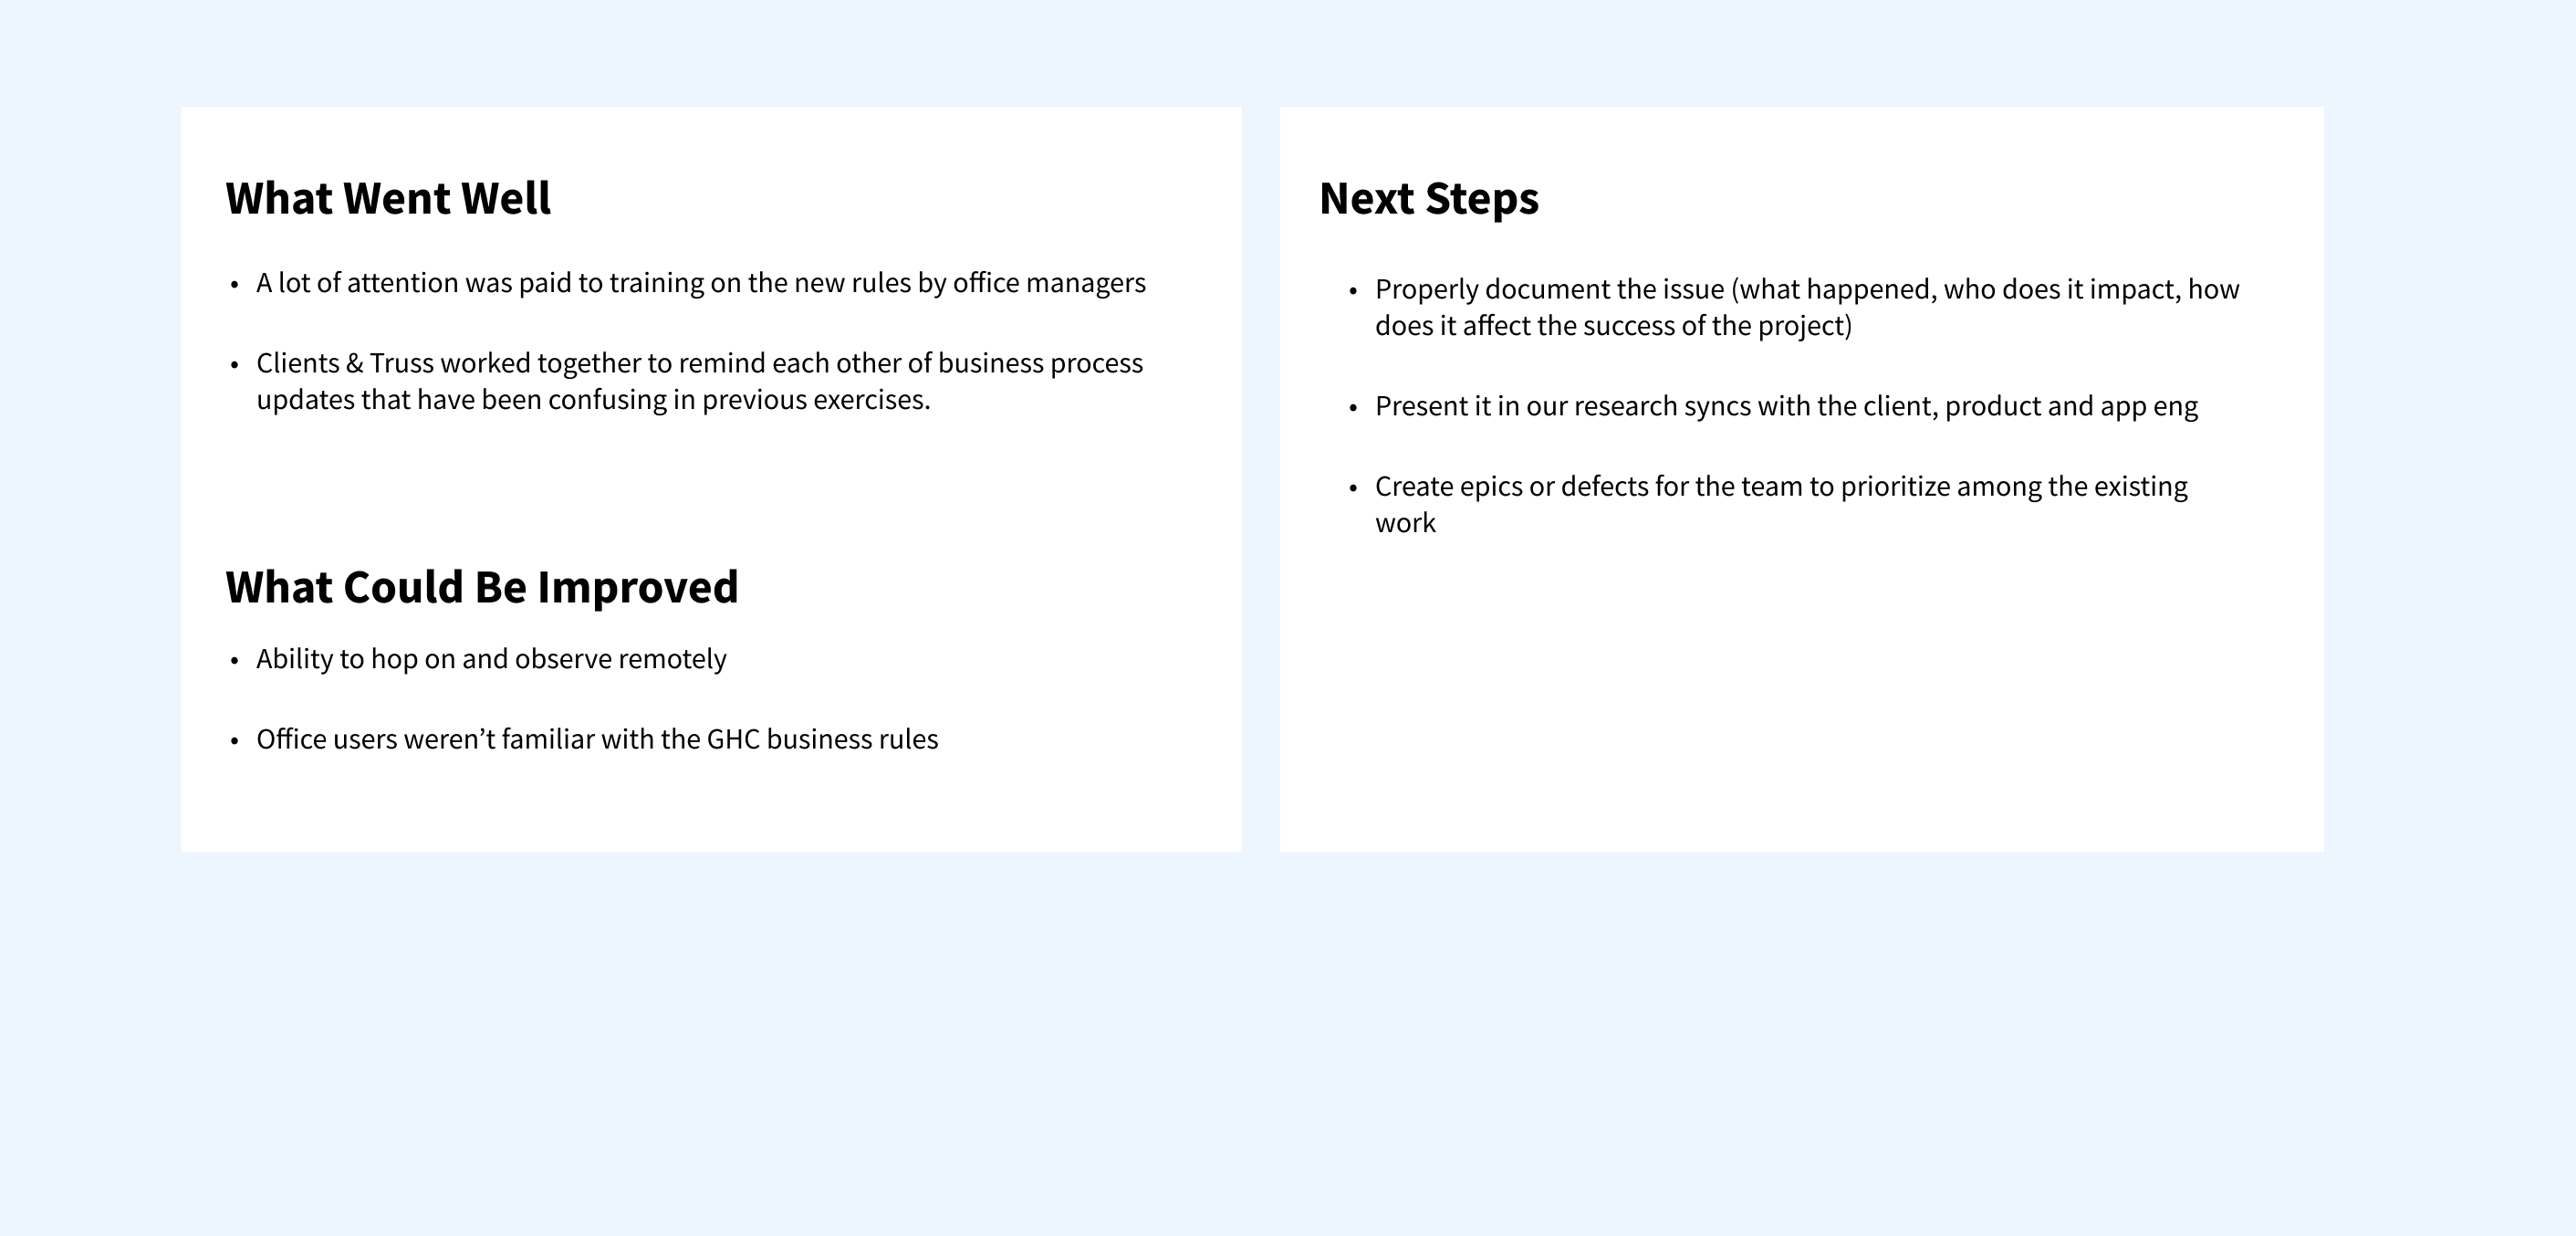 What Went Well
• A lot of attention was paid to training on the new rules by office managers
• Clients & Truss worked together to remind each other of business process
updates that have been confusing in previous exercises.
What Could Be Improved
• Ability to hop on and observe remotely
• Office users weren’t familiar with the GHC business rules
Next Steps
• Properly document the issue (what happened, who does it impact, how
does it affect the success of the project)
• Present it in our research syncs with the client, product and app eng
• Create epics or defects for the team to prioritize among the existing
work